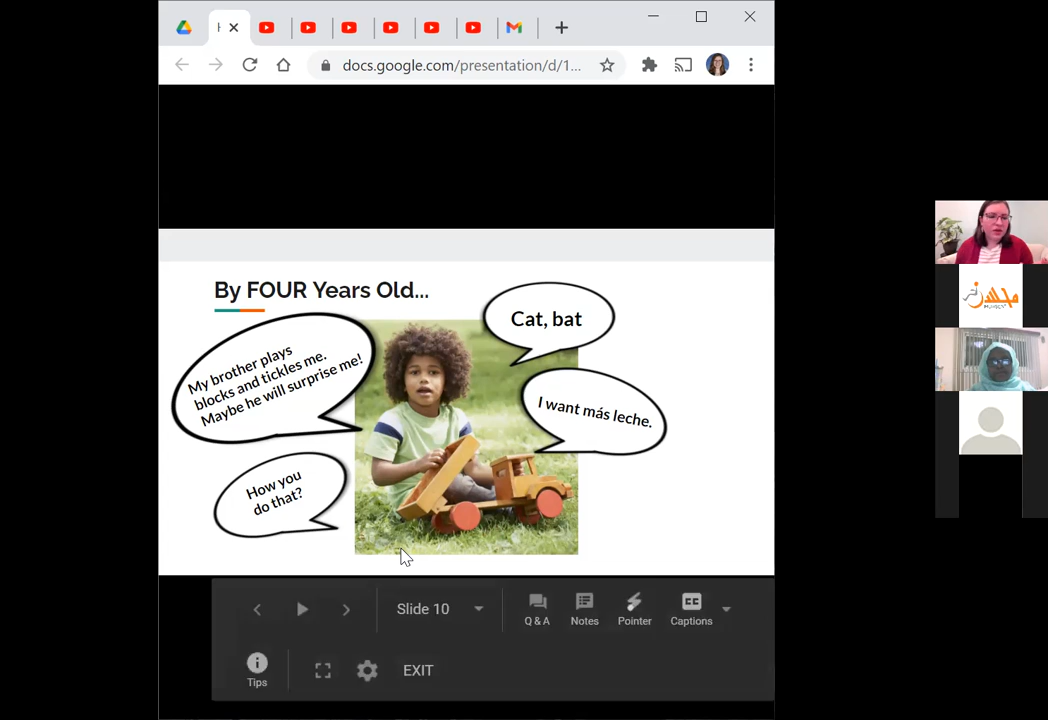 docs.google.com/presentation/d/1...
By FOUR Years Old...
Cat, bat
My brother plays
blocks and tickles me.
Maybe he will surprise me!
I want más leche.
How you
do that?
Slide 10
Q & A
Notes
Pointer
CC
Captions
Tips
EXIT